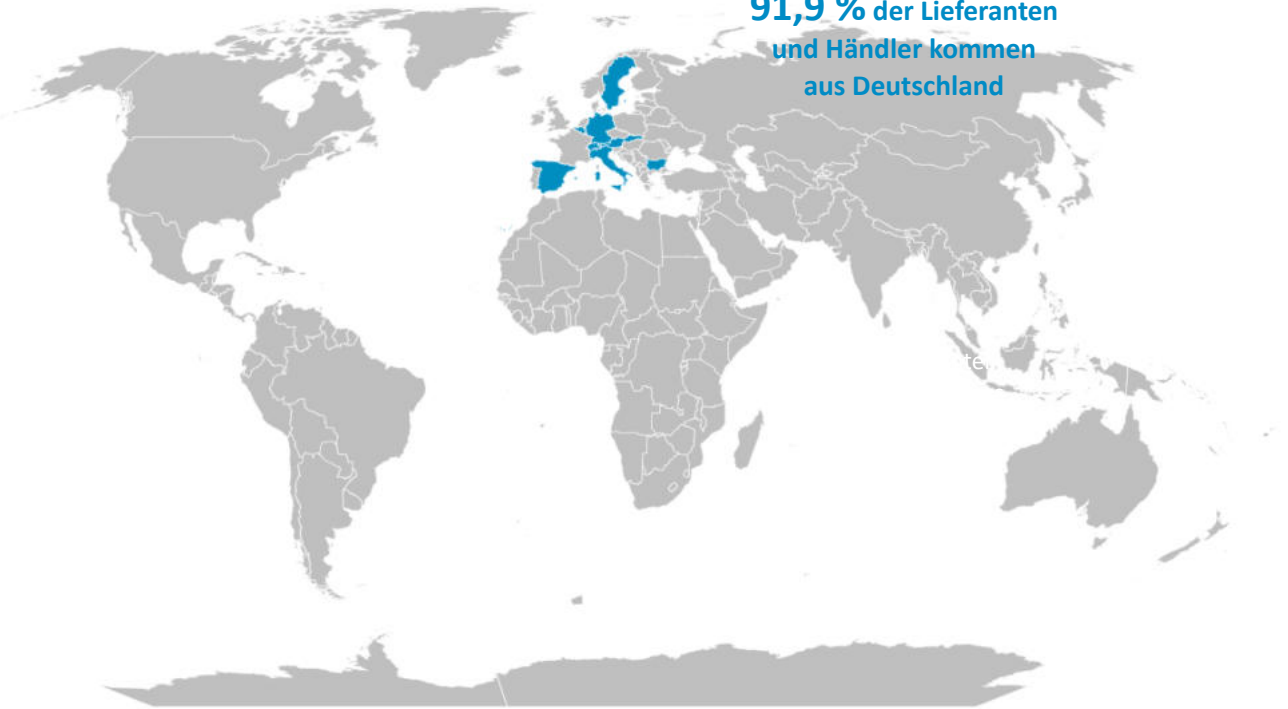 91,9 % der Lieferanten
und Händler kommen
aus Deutschland